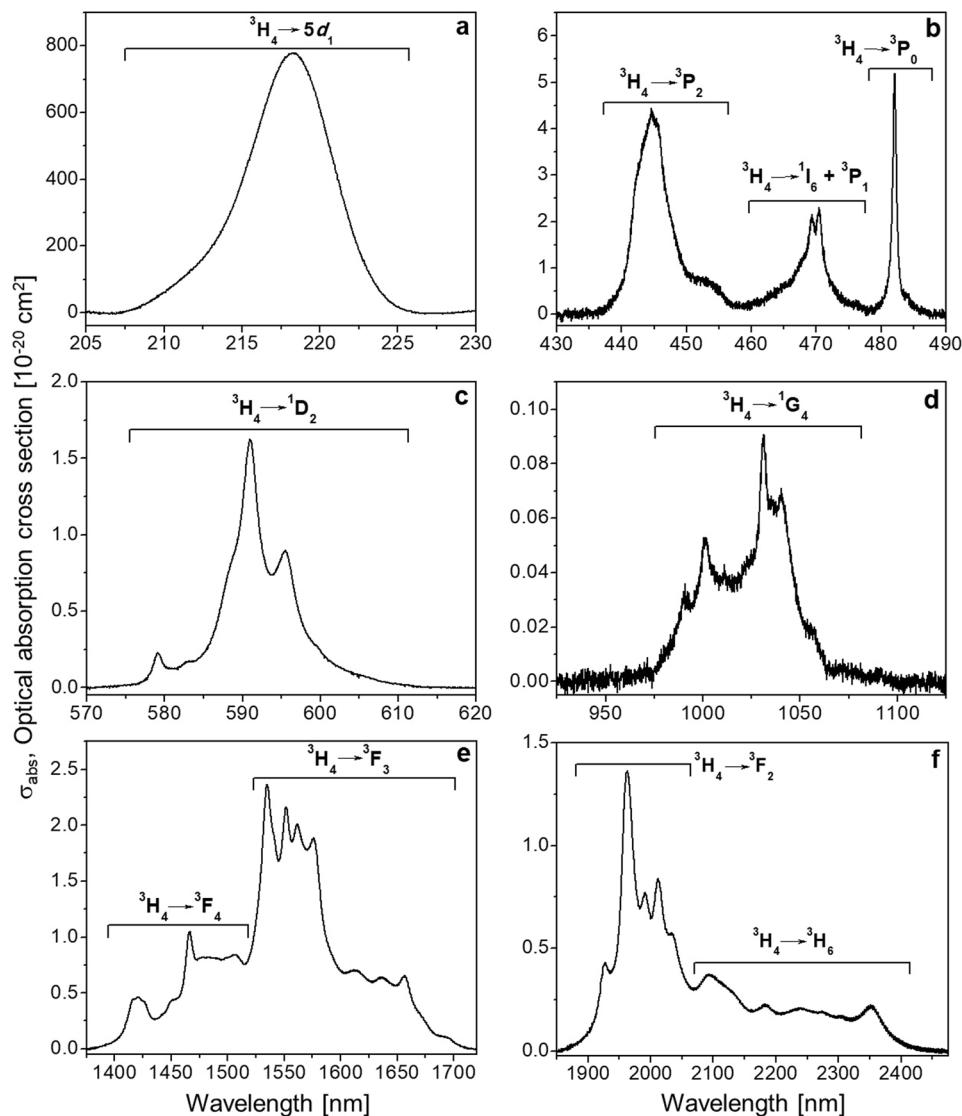 σabs, Optical absorption cross section [10⁻²⁰ cm²]
a
³H₄→5d₁
800
600
400
200
0
205 210 215 220 225 230
b
³H₄→³P₀
³H₄→³P₂
³H₄→¹I₆ + ³P₁
6
5
4
3
2
1
0
430 440 450 460 470 480 490
c
³H₄→¹D₂
2.0
1.5
1.0
0.5
0.0
570 580 590 600 610 620
d
³H₄→¹G₄
0.10
0.08
0.06
0.04
0.02
0.00
950 1000 1050 1100
e
³H₄→³F₃
³H₄→³F₄
2.5
2.0
1.5
1.0
0.5
0.0
1400 1450 1500 1550 1600 1650 1700
Wavelength [nm]
f
³H₄→³F₂
³H₄→³H₆
1.5
1.0
0.5
0.0
1900 2000 2100 2200 2300 2400
Wavelength [nm]